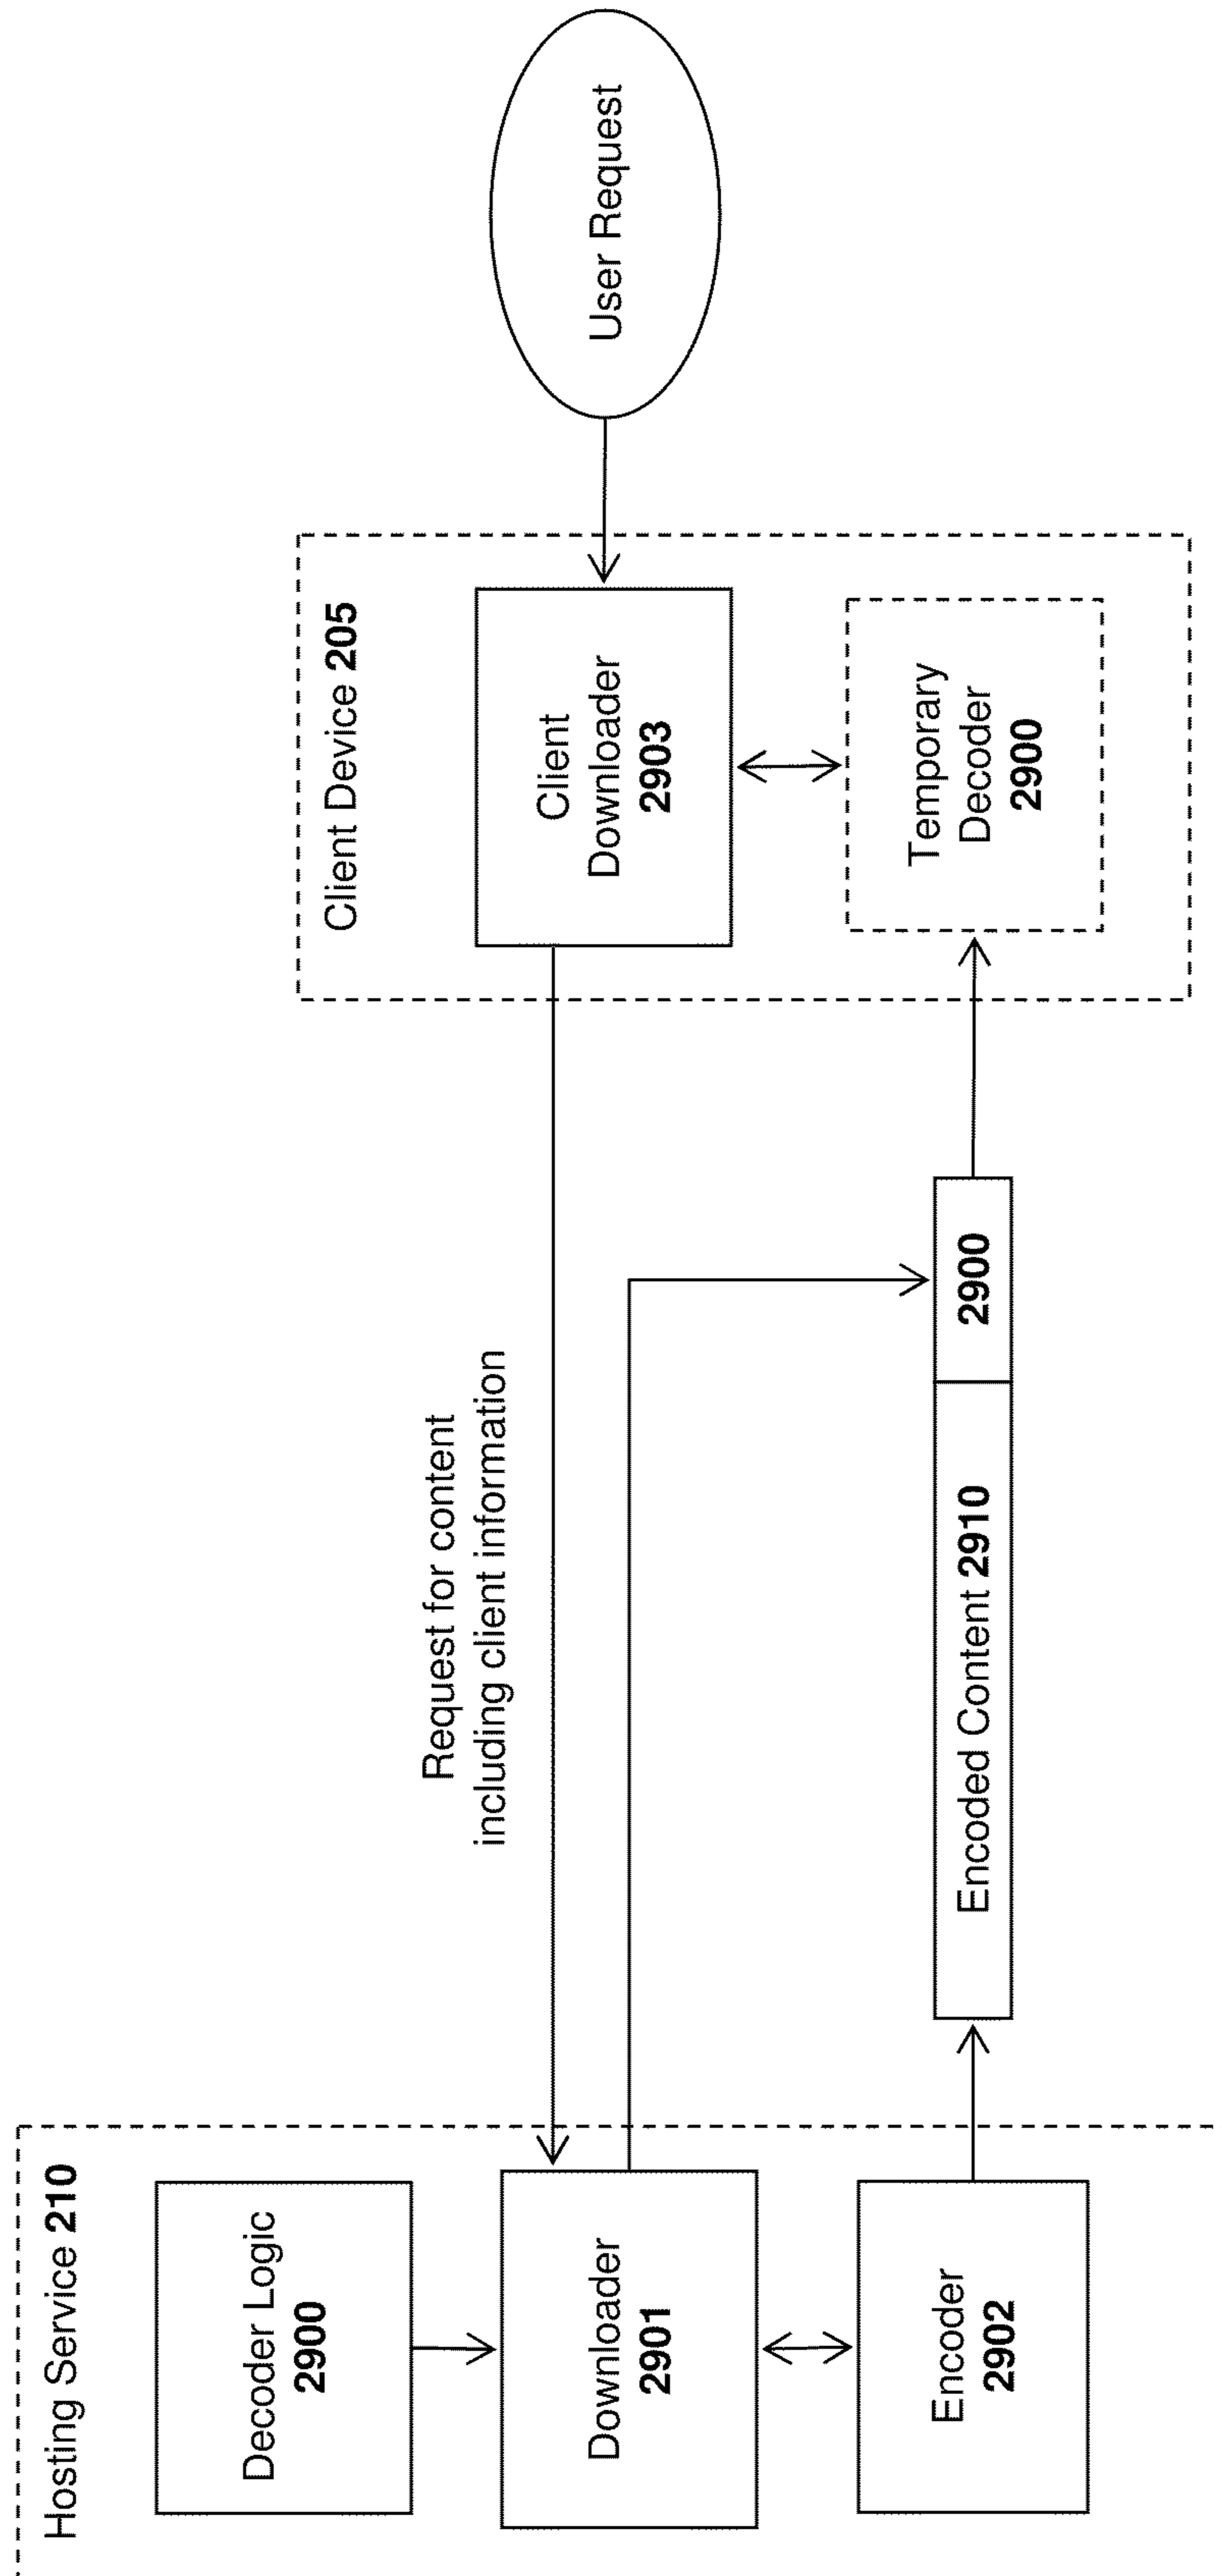 Hosting Service 210
Decoder Logic
2900
Downloader
2901
Encoder
2902
Request for content
including client information
Encoded Content 2910
2900
Client Device 205
Client
Downloader
2903
Temporary
Decoder
2900
User Request